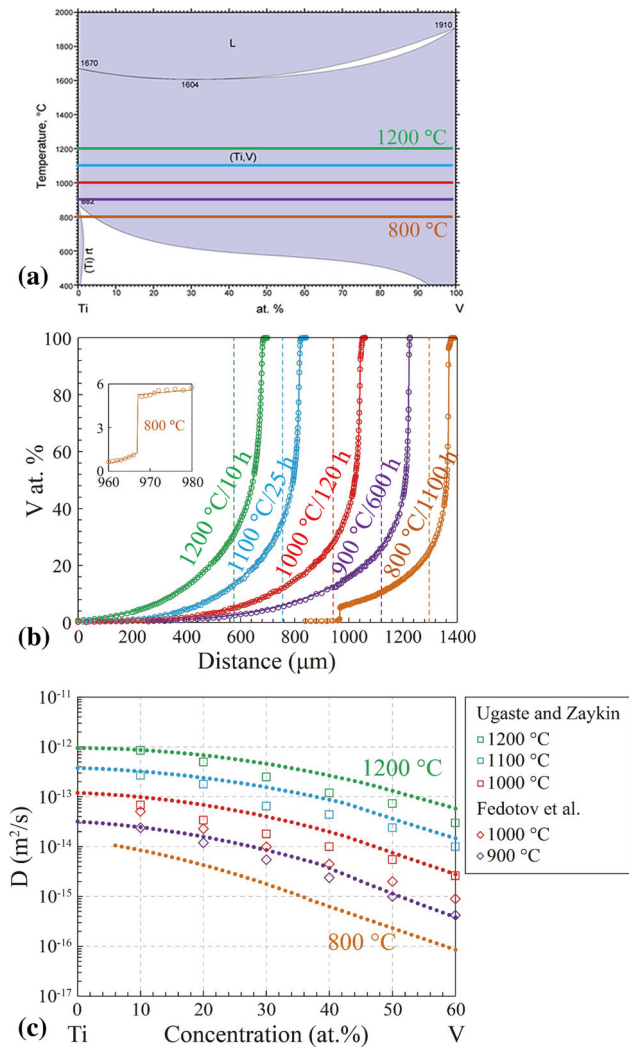 (a)
2000
1910
L
1800
1670
1600
1604
1400
1200 °C
1200
(Ti,V)
1000
882
800
800 °C
600
(Ti) rt
400
Temperature, °C
0 10 20 30 40 50 60 70 80 90 100
Ti at. % V
(b)
100
80
60
40
20
0
V at. %
6
3
0
800 °C
960 970 980
1200 °C/10 h
1100 °C/25 h
1000 °C/120 h
900 °C/600 h
800 °C/1100 h
0 200 400 600 800 1000 1200 1400
Distance (μm)
(c)
10-11
10-12
10-13
10-14
10-15
10-16
10-17
D (m2/s)
1200 °C
800 °C
0 10 20 30 40 50 60
Ti Concentration (at.%) V
Ugaste and Zaykin
1200 °C
1100 °C
1000 °C
Fedotov et al.
1000 °C
900 °C